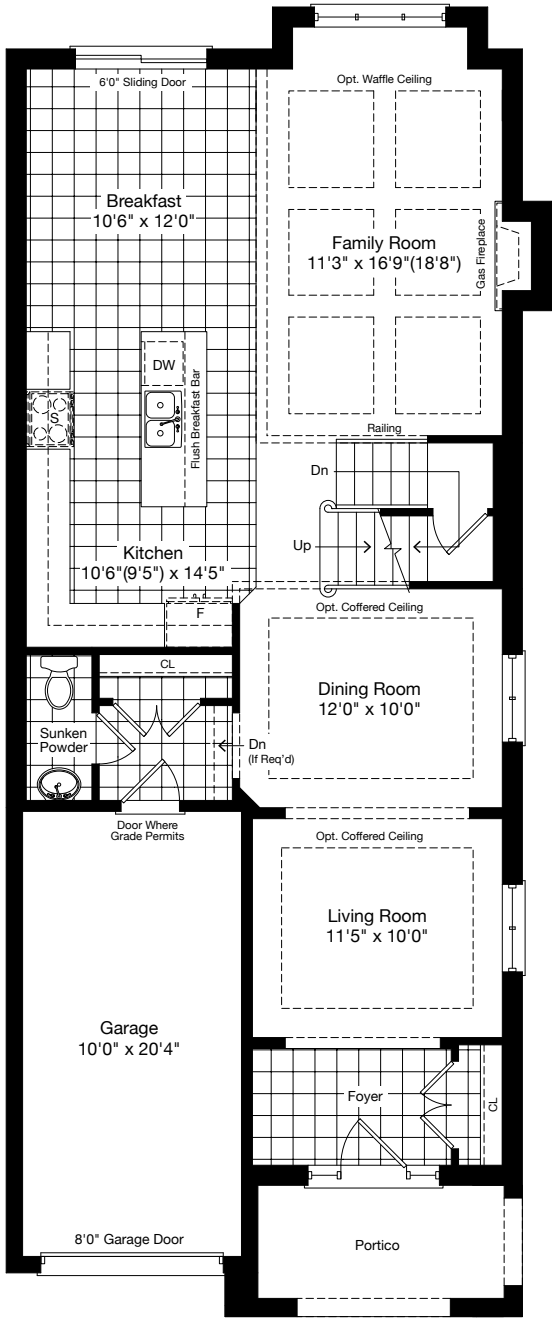 6'0" Sliding Door
Opt. Waffle Ceiling
Breakfast
10'6" x 12'0"
Family Room
11'3" x 16'9"(18'8")
Gas Fireplace
DW
Flush Breakfast Bar
S
Railing
Dn
Up
Kitchen
10'6"(9'5") x 14'5"
F
Opt. Coffered Ceiling
CL
Dining Room
12'0" x 10'0"
Sunken
Powder
Dn
(If Req'd)
Door Where
Grade Permits
Opt. Coffered Ceiling
Living Room
11'5" x 10'0"
Garage
10'0" x 20'4"
Foyer
CL
8'0" Garage Door
Portico